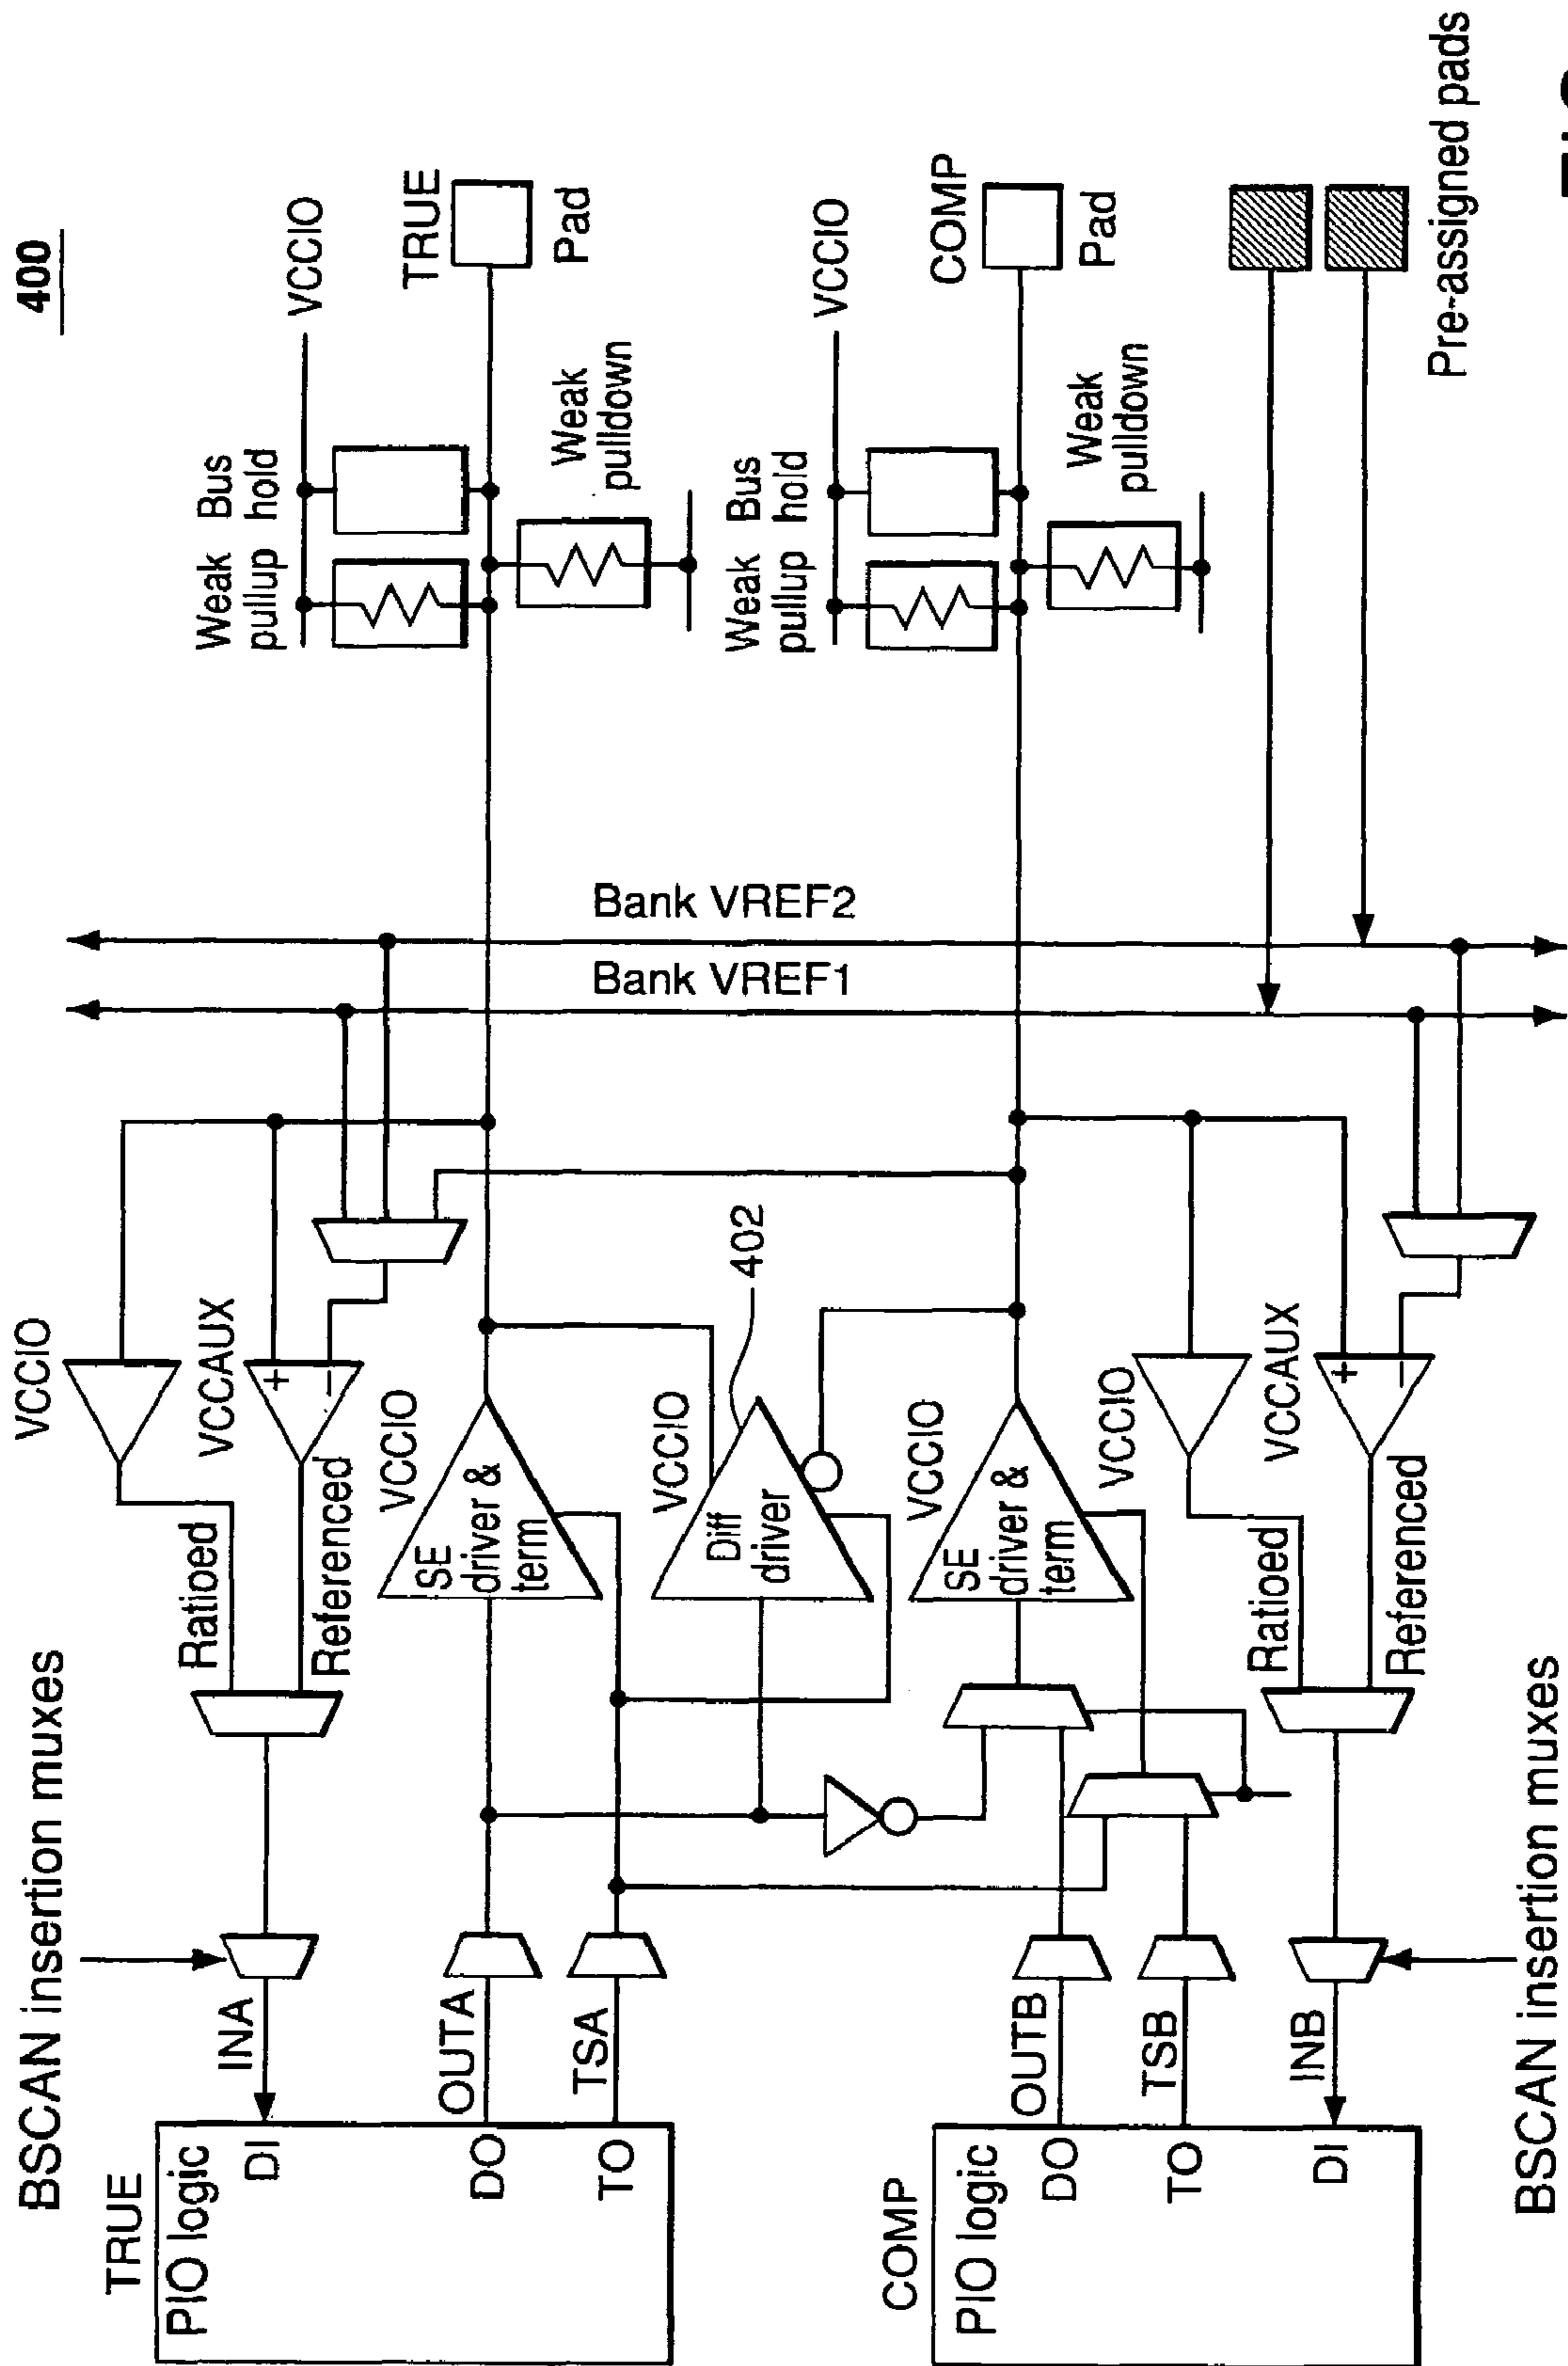 400
BSCAN insertion muxes
TRUE
PIO logic
DI
DO
TO
INA
OUTA
TSA
Ratioed
Referenced
VCCIO
VCCAUX
+
–
VCCIO
SE
driver &
term
VCCIO
Diff
driver
402
Bank VREF2
Bank VREF1
Weak
pullup
Bus
hold
VCCIO
TRUE
Pad
Weak
pulldown
COMP
PIO logic
DO
TO
DI
OUTB
TSB
INB
VCCIO
SE
driver &
term
VCCIO
VCCAUX
+
–
Ratioed
Referenced
Weak
pullup
Bus
hold
VCCIO
COMP
Pad
Weak
pulldown
Pre-assigned pads
BSCAN insertion muxes